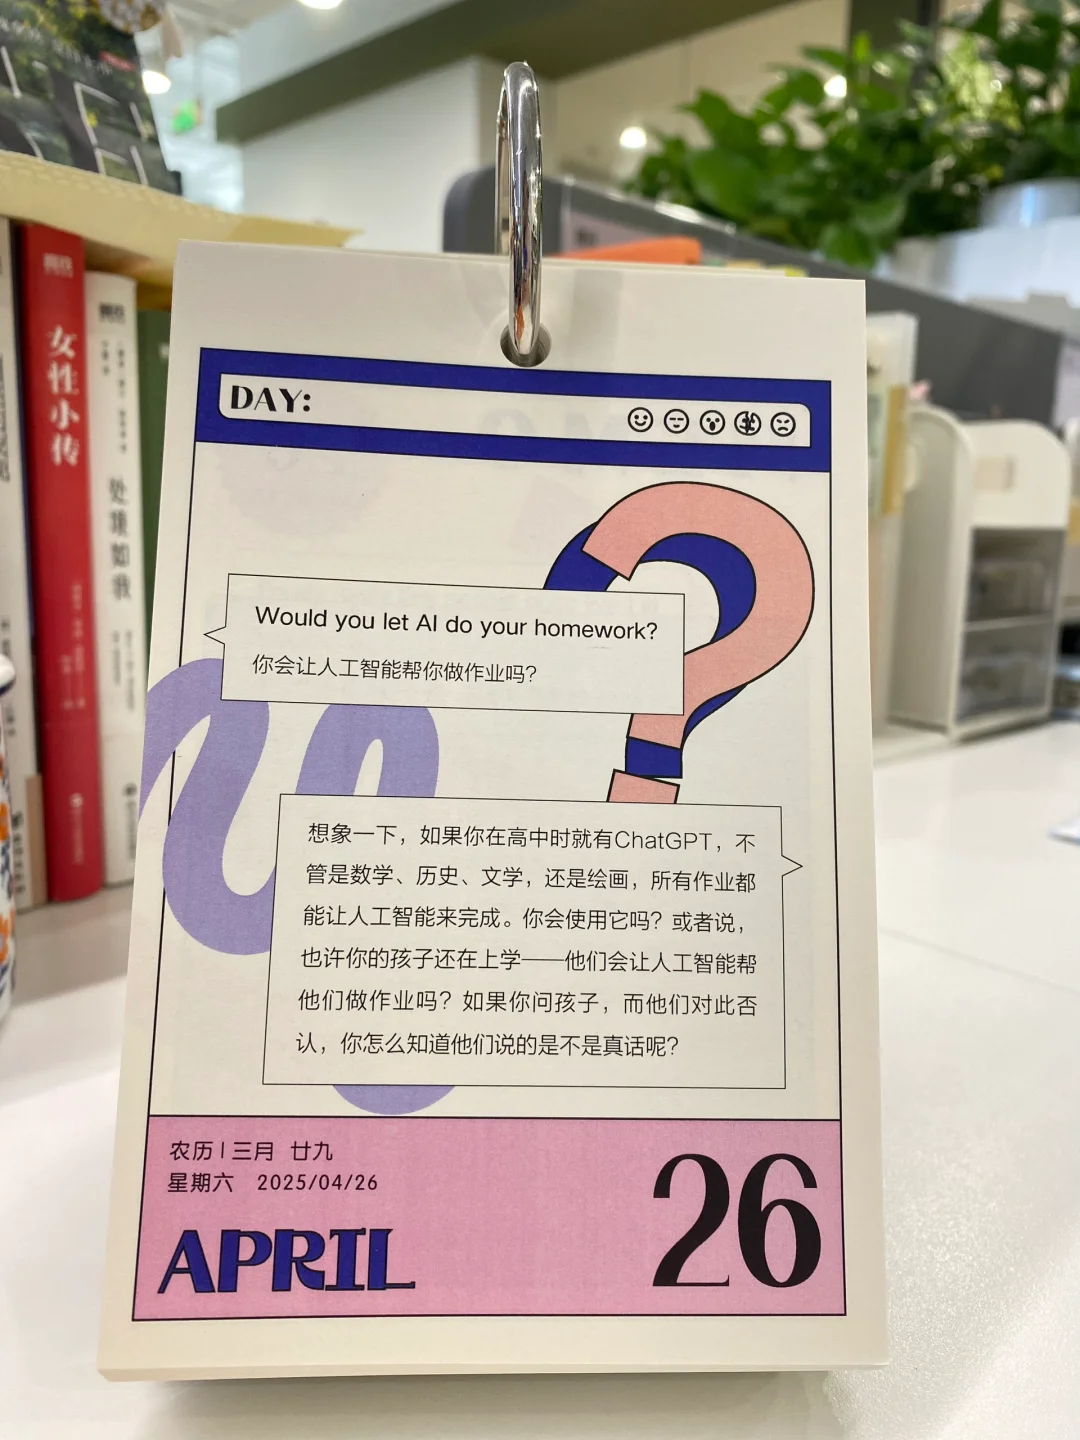 女性小传
DAY:
Would you let AI do your homework?
你会让人工智能帮你做作业吗？
想象一下，如果你在高中时就有ChatGPT，不
管是数学、历史、文学，还是绘画，所有作业都
能让人工智能来完成。你会使用它吗？或者说，
也许你的孩子还在上学——他们会让人工智能帮
他们做作业吗？如果你问孩子，而他们对此否
认，你怎么知道他们说的是不是真话呢？
农历 | 三月 廿九
星期六 2025/04/26
APRIL
26